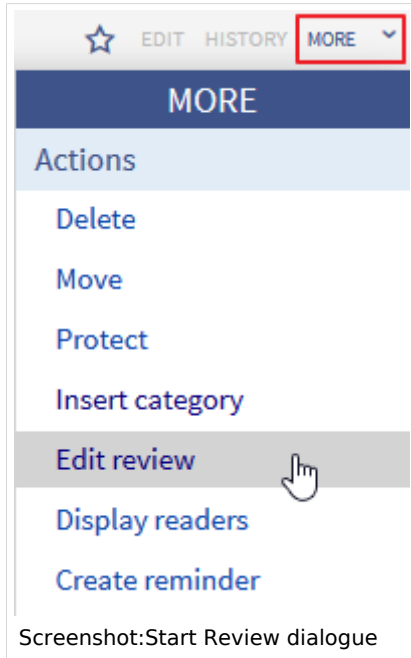 EDIT HISTORY MORE
MORE
Actions
Delete
Move
Protect
Insert category
Edit review
Display readers
Create reminder
Screenshot:Start Review dialogue